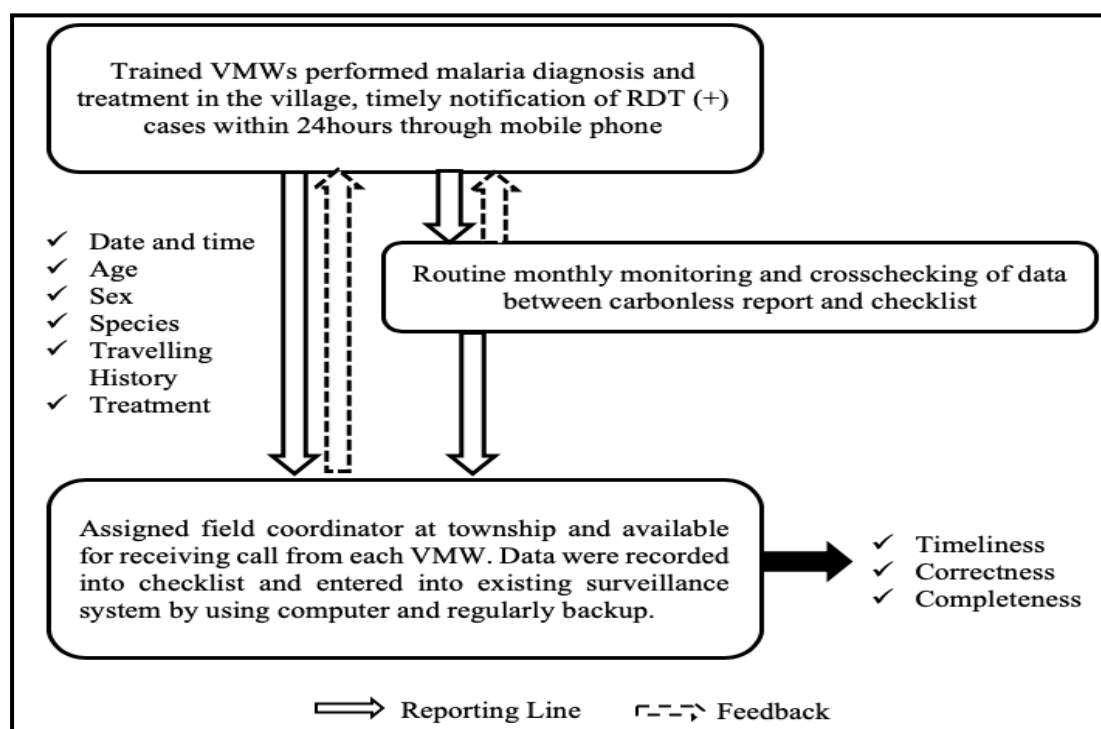 Trained VMWs performed malaria diagnosis and
treatment in the village, timely notification of RDT (+)
cases within 24hours through mobile phone
✓ Date and time
✓ Age
✓ Sex
✓ Species
✓ Travelling
History
✓ Treatment
Routine monthly monitoring and crosschecking of data
between carbonless report and checklist
Assigned field coordinator at township and available
for receiving call from each VMW. Data were recorded
into checklist and entered into existing surveillance
system by using computer and regularly backup.
✓ Timeliness
✓ Correctness
✓ Completeness
Reporting Line
Feedback